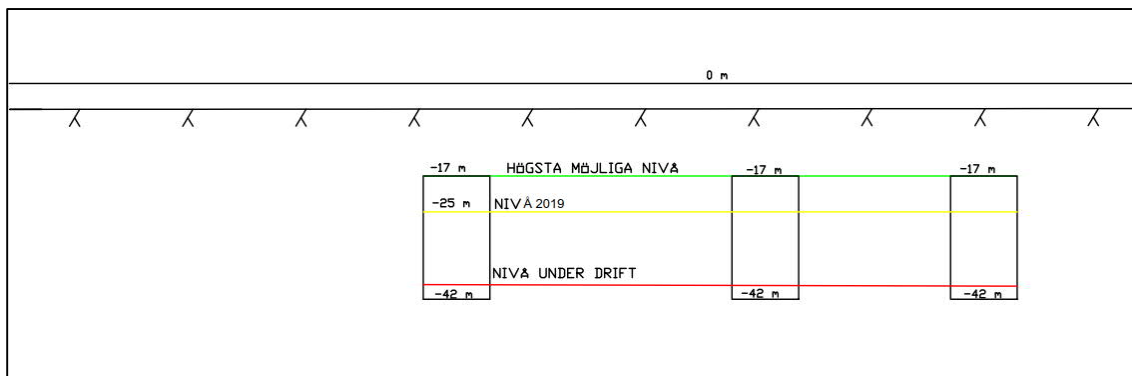 0 m
-17 m HÖGSTA MÖJLIGA NIVÅ -17 m -17 m
-25 m NIVÅ 2019
NIVÅ UNDER DRIFT
-42 m -42 m -42 m